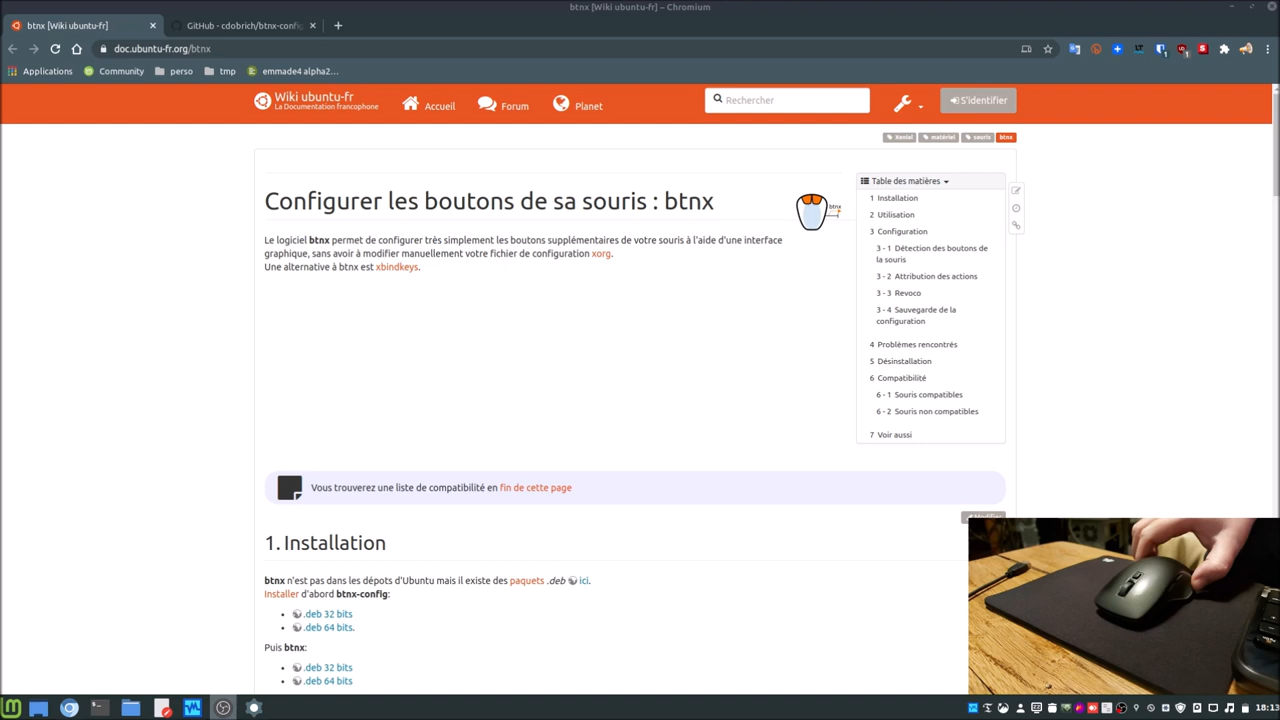 btnx [Wiki ubuntu-fr] - Chromium
btnx [Wiki ubuntu-fr]
GitHub - cdobrich/btnx-config
doc.ubuntu-fr.org/btnx
Applications
Community
perso
tmp
emmade4 alpha2...
Wiki ubuntu-fr
La Documentation francophone
Accueil
Forum
Planet
Rechercher
S'identifier
Xenial
matériel
souris
btnx
Configurer les boutons de sa souris : btnx
btnx
Le logiciel btnx permet de configurer très simplement les boutons supplémentaires de votre souris à l'aide d'une interface
graphique, sans avoir à modifier manuellement votre fichier de configuration xorg.
Une alternative à btnx est xbindkeys.
Table des matières
1 Installation
2 Utilisation
3 Configuration
3 - 1 Détection des boutons de
la souris
3 - 2 Attribution des actions
3 - 3 Revoco
3 - 4 Sauvegarde de la
configuration
4 Problèmes rencontrés
5 Désinstallation
6 Compatibilité
6 - 1 Souris compatibles
6 - 2 Souris non compatibles
7 Voir aussi
Vous trouverez une liste de compatibilité en fin de cette page
1. Installation
btnx n'est pas dans les dépots d'Ubuntu mais il existe des paquets .deb ici.
Installer d'abord btnx-config:
.deb 32 bits
.deb 64 bits.
Puis btnx:
.deb 32 bits
.deb 64 bits
18:13